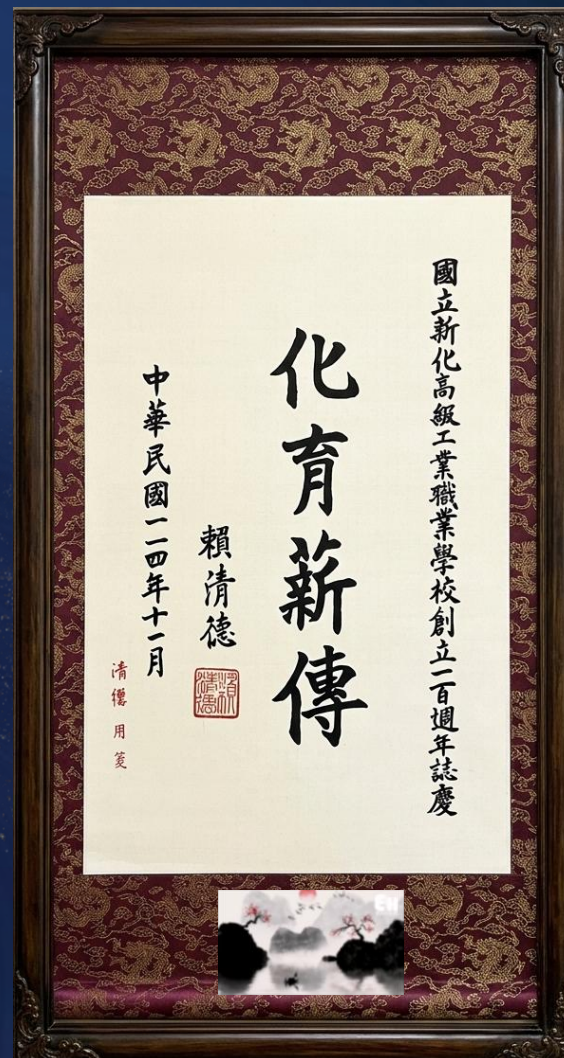 國立新化高級工業職業學校創立一百週年誌慶
化育薪傳
賴清德
中華民國一一四年十一月
清德用箋